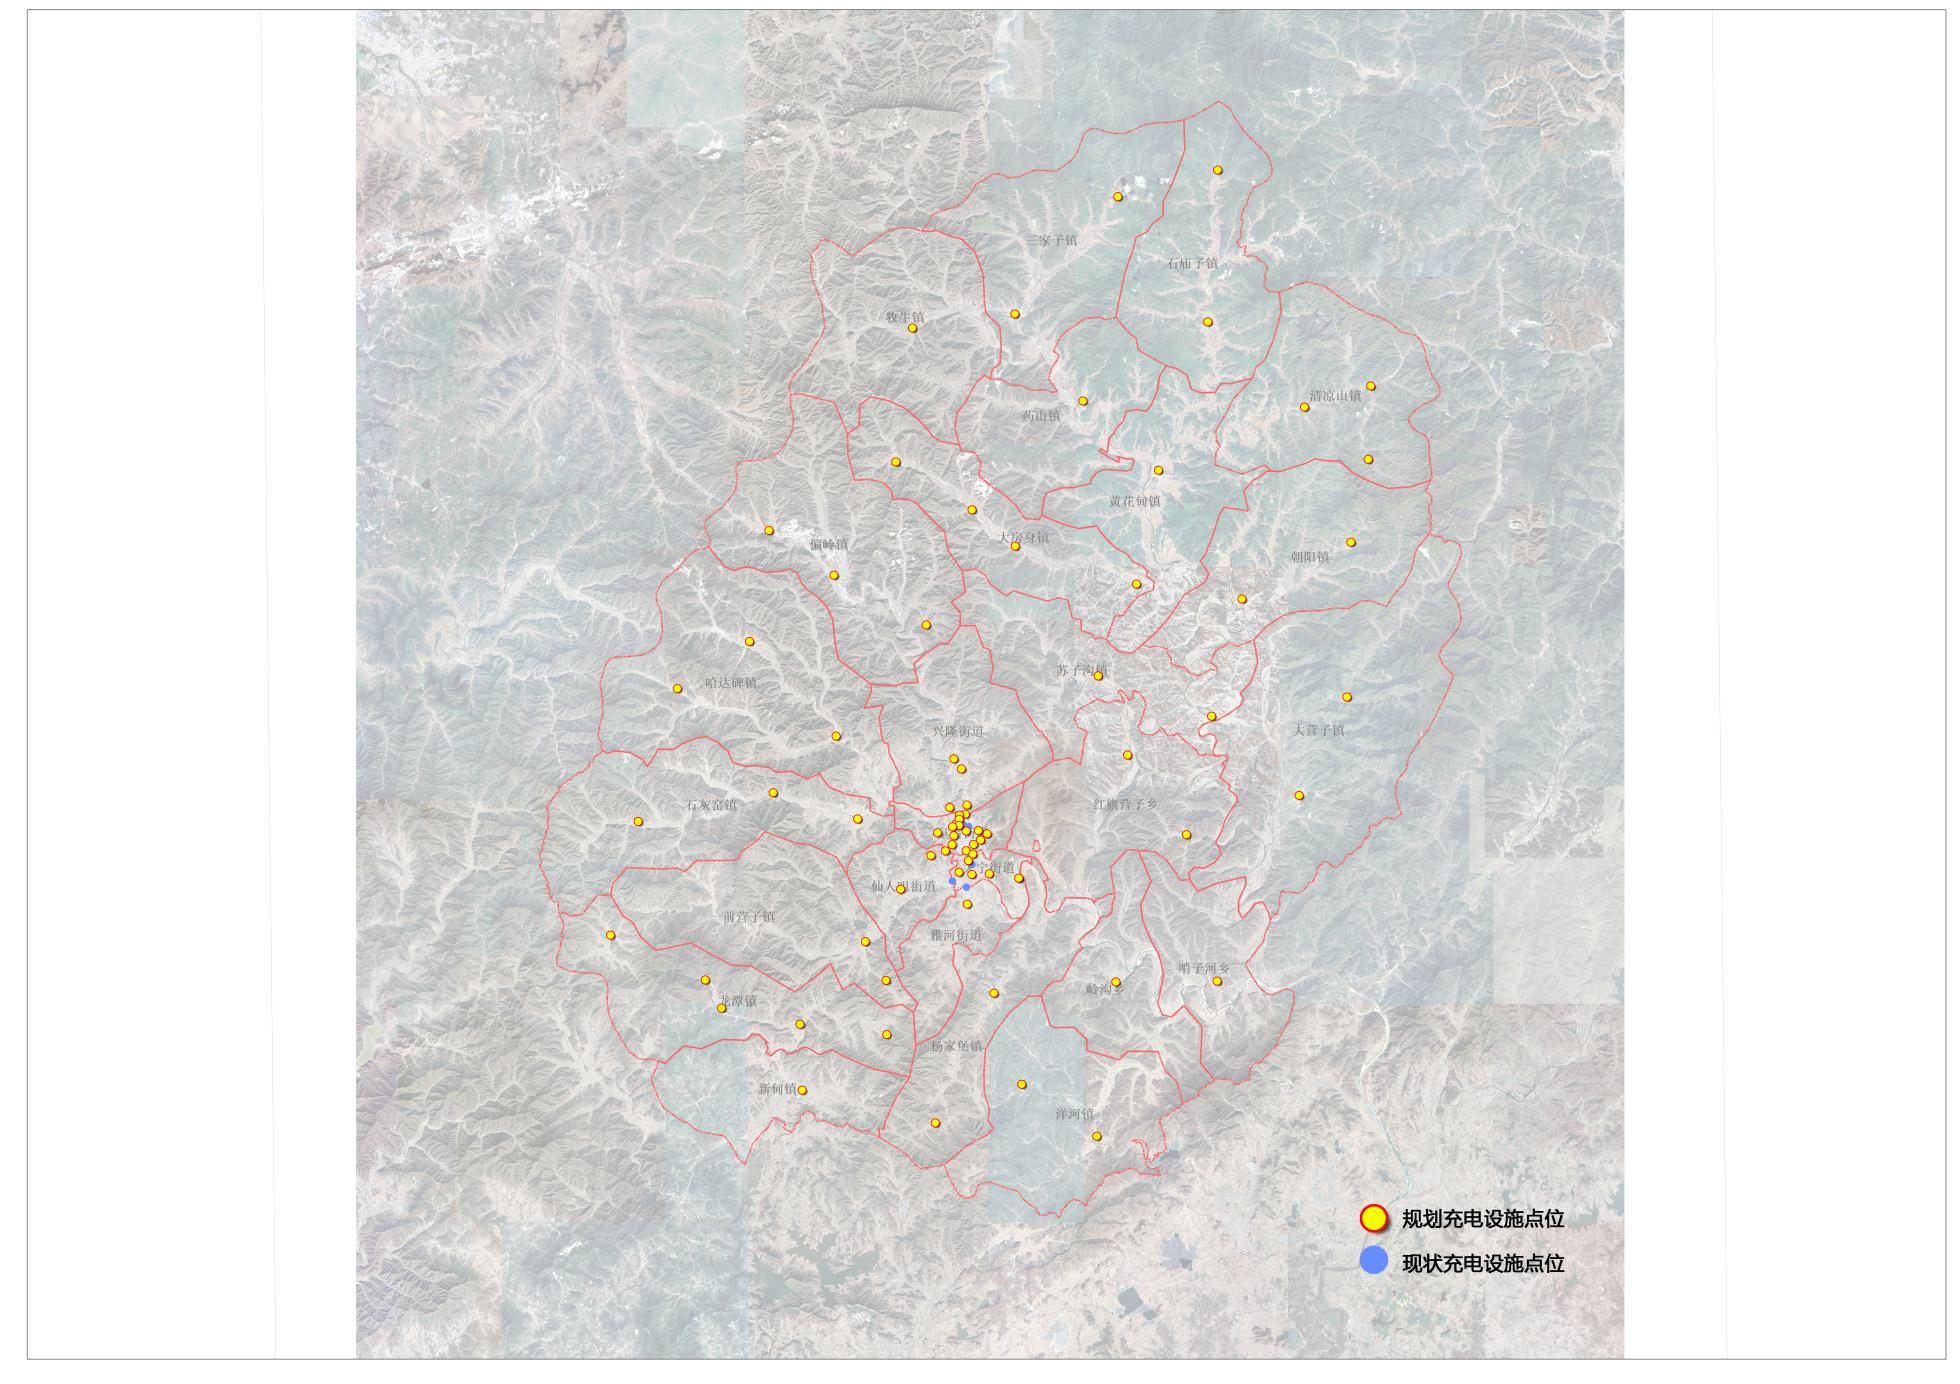 三家子镇
石庙子镇
牧牛镇
清凉山镇
药山镇
黄花甸镇
大房身镇
偏岭镇
朝阳镇
苏子沟镇
哈达碑镇
兴隆街道
大营子镇
石灰窑镇
红旗营子乡
宁街道
仙人咀街道
前营子镇
雅河街道
哨子河乡
岭沟乡
龙潭镇
杨家堡镇
新甸镇
洋河镇
规划充电设施点位
现状充电设施点位